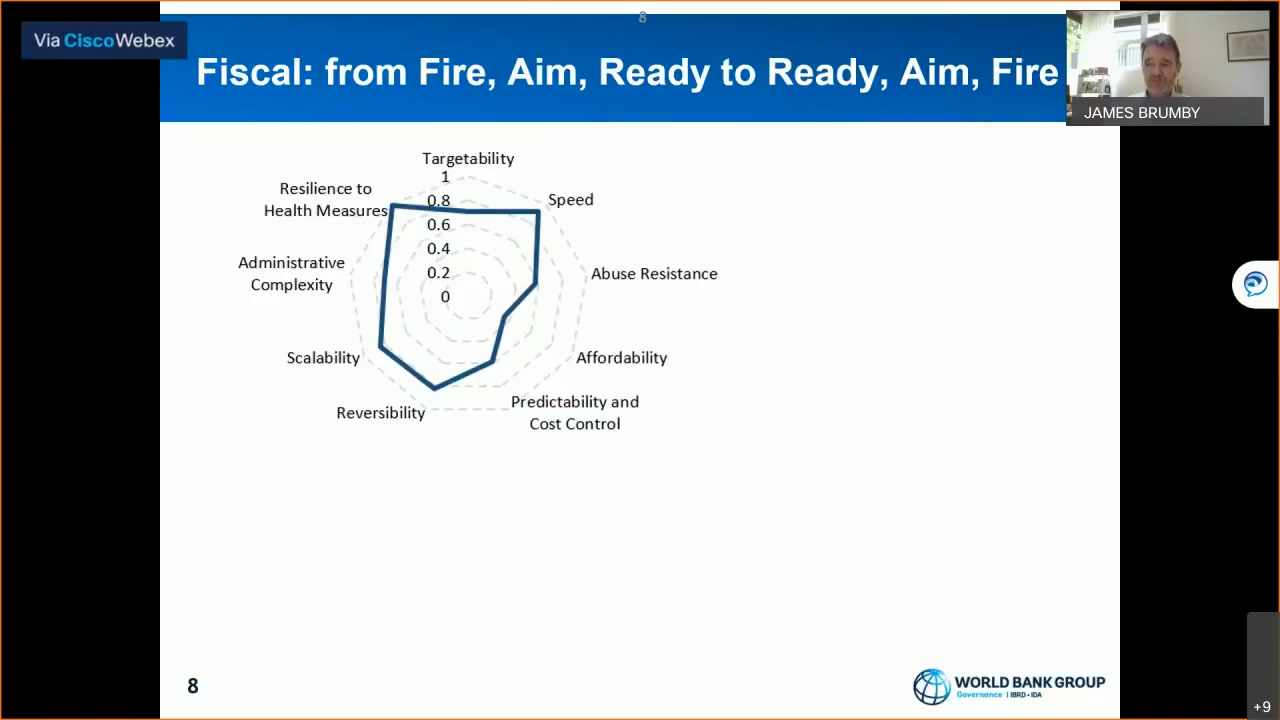 8
Via CiscoWebex
Fiscal: from Fire, Aim, Ready to Ready, Aim, Fire
JAMES BRUMBY
Targetability
1
0.8
0.6
0.4
0.2
0
Speed
Abuse Resistance
Affordability
Predictability and
Cost Control
Reversibility
Scalability
Administrative
Complexity
Resilience to
Health Measures
8
WORLD BANK GROUP
Governance | IBRD • IDA
+9